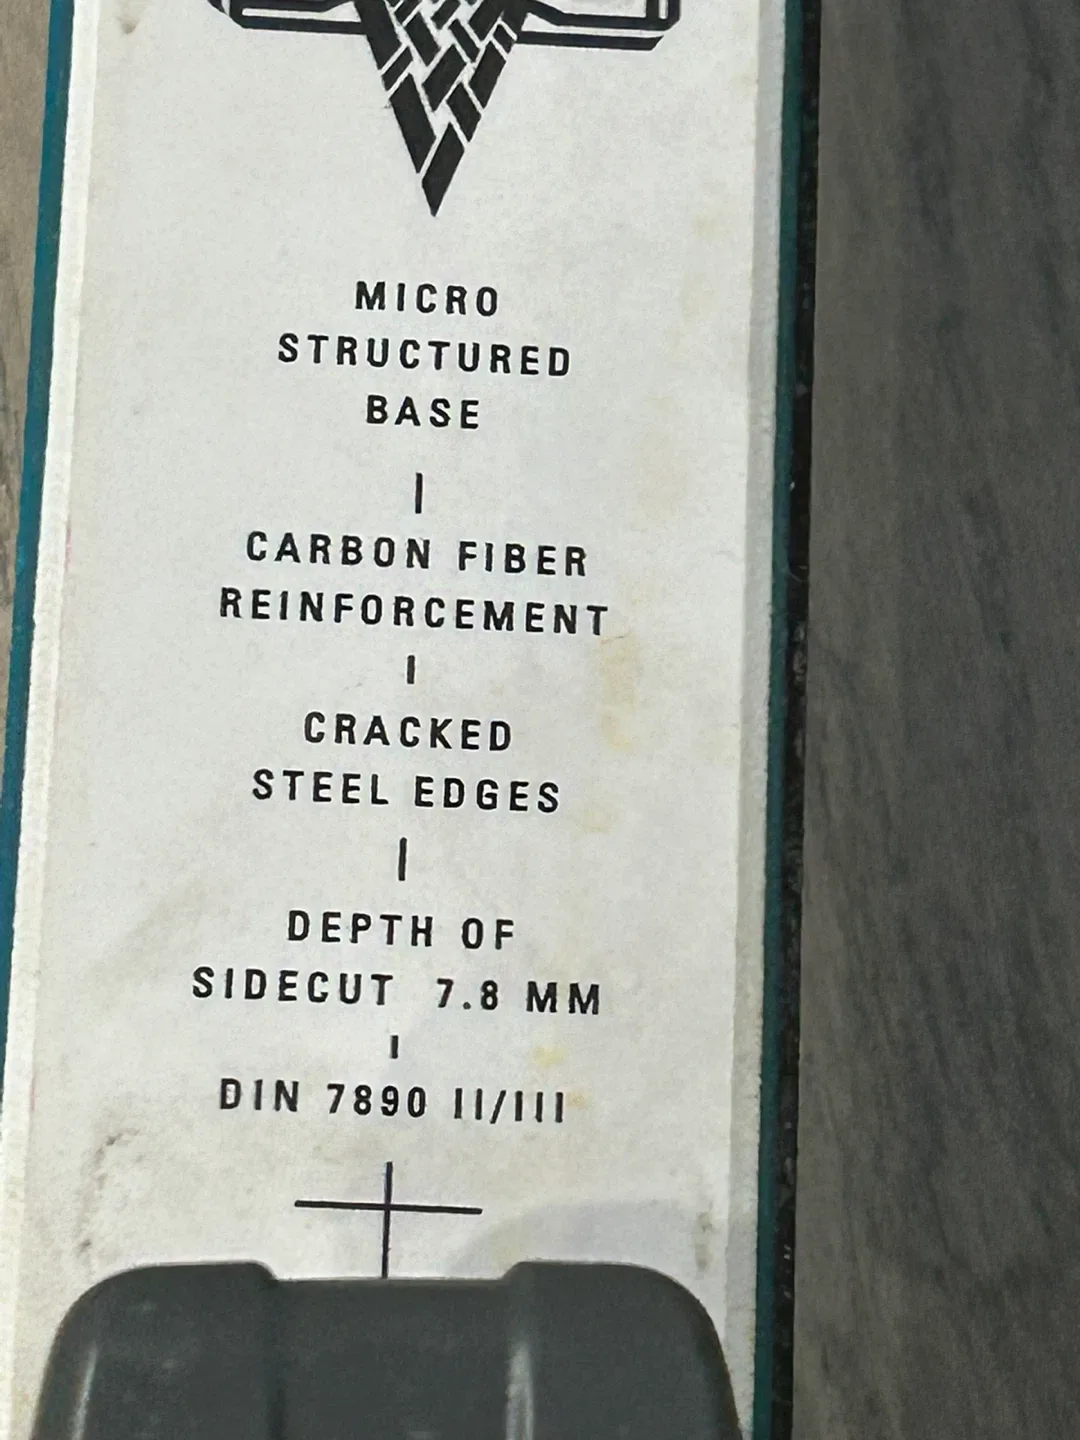 MICRO
STRUCTURED
BASE
CARBON FIBER
REINFORCEMENT
CRACKED
STEEL EDGES
DEPTH OF
SIDECUT 7.8 MM
DIN 7890 II/III